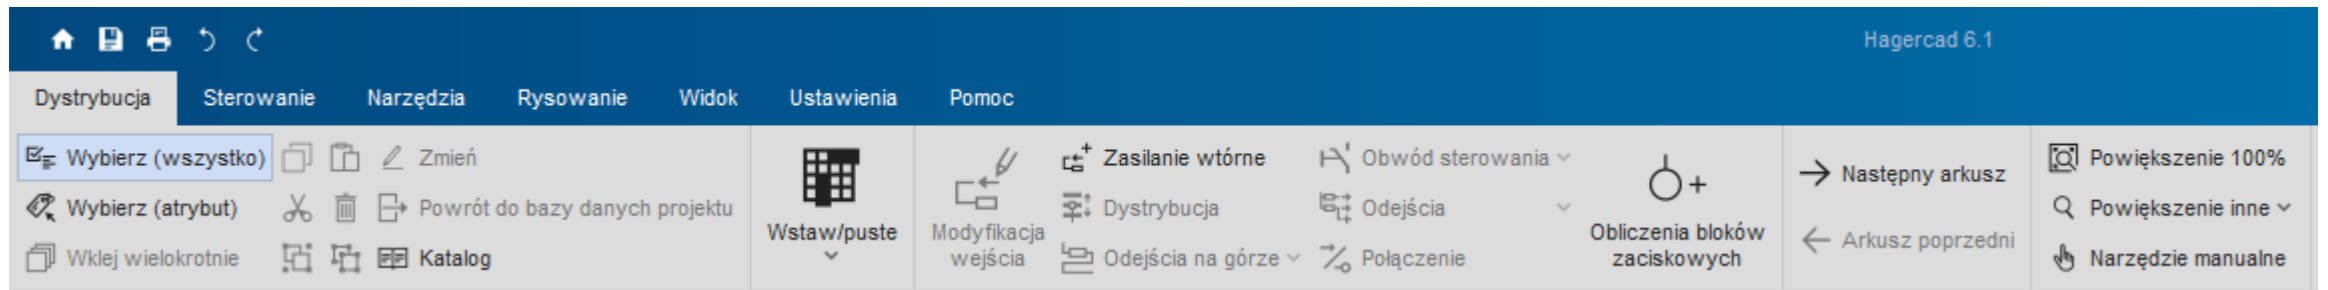 Hagercad 6.1
Dystrybucja Sterowanie Narzędzia Rysowanie Widok Ustawienia Pomoc
Wybierz (wszystko) Zmień
Wybierz (atrybut) Powrót do bazy danych projektu
Wklej wielokrotnie Katalog
Wstaw/puste
Modyfikacja
wejścia
Zasilanie wtórne Obwód sterowania
Dystrybucja Odejścia
Odejścia na górze Połączenie
Obliczenia bloków
zaciskowych
Następny arkusz
Arkusz poprzedni
Powiększenie 100%
Powiększenie inne
Narzędzie manualne